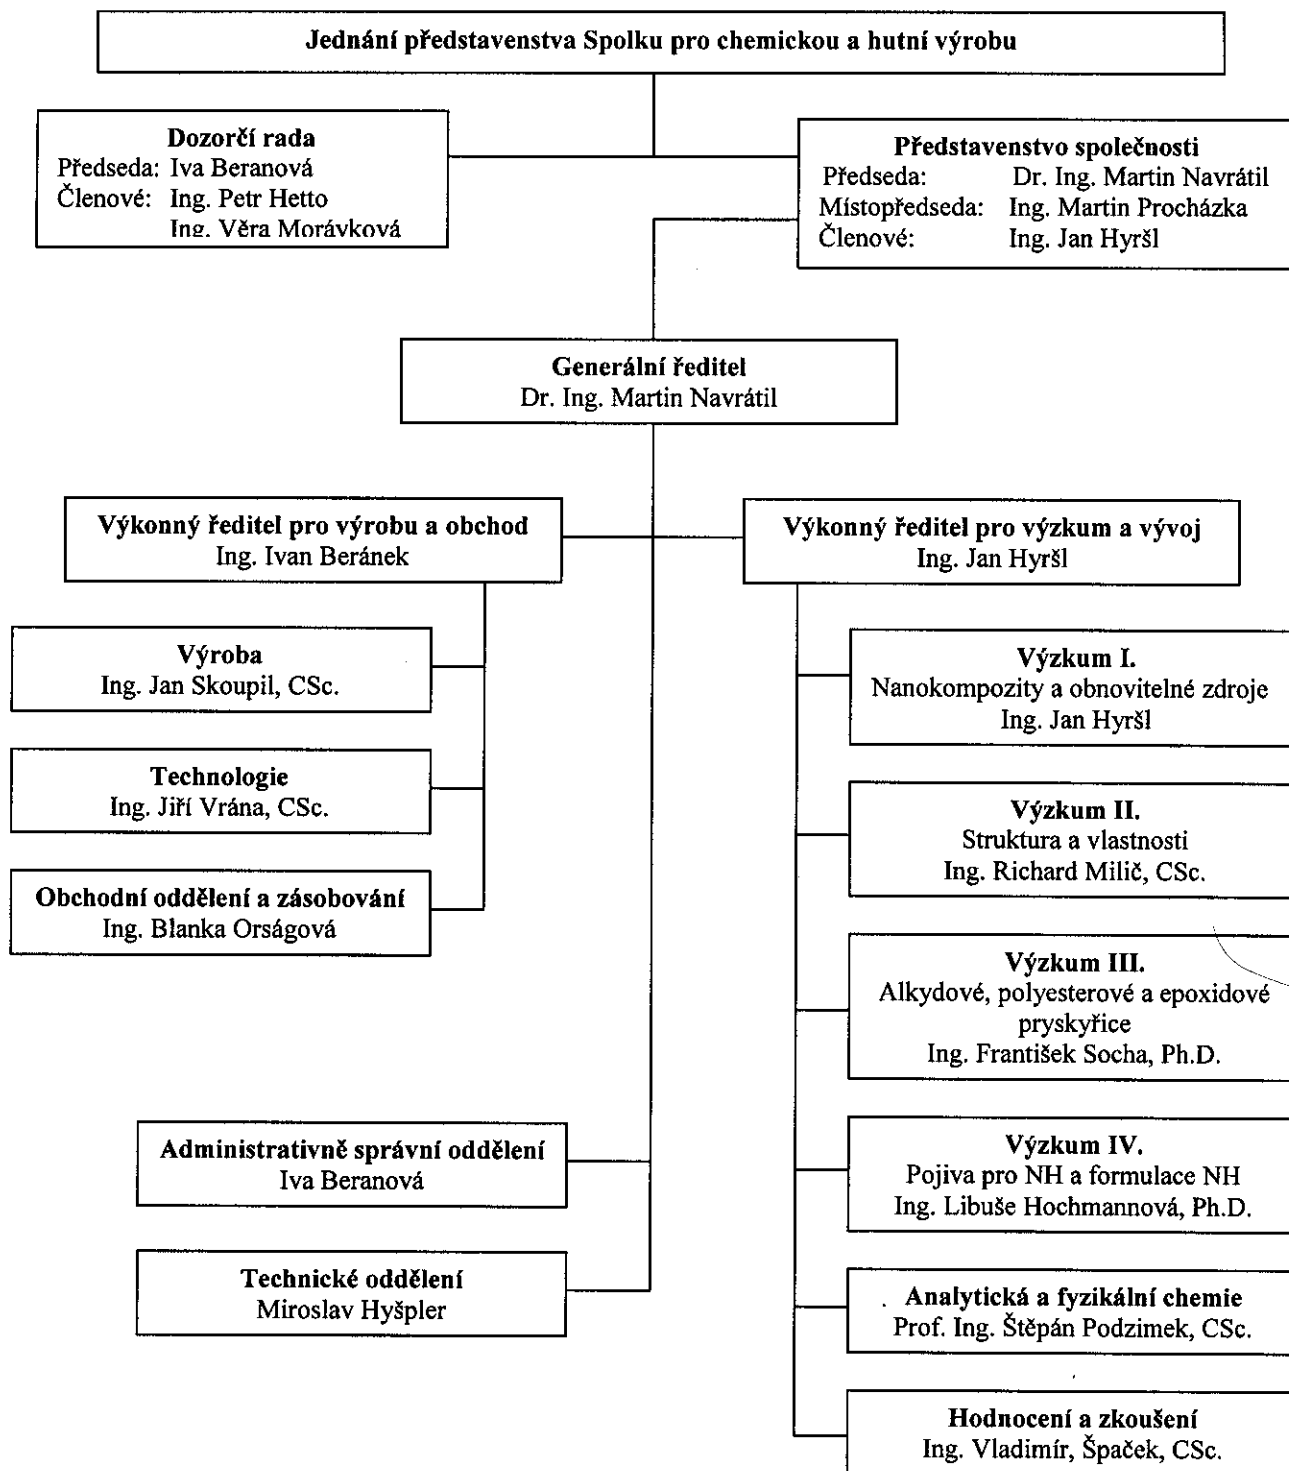 Jednání představenstva Spolku pro chemickou a hutní výrobu
Dozorčí rada
Předseda: Iva Beranová
Členové: Ing. Petr Hetto
Ing. Věra Morávková
Představenstvo společnosti
Předseda: Dr. Ing. Martin Navrátil
Místopředseda: Ing. Martin Procházka
Členové: Ing. Jan Hyršl
Generální ředitel
Dr. Ing. Martin Navrátil
Výkonný ředitel pro výrobu a obchod
Ing. Ivan Beránek
Výkonný ředitel pro výzkum a vývoj
Ing. Jan Hyršl
Výroba
Ing. Jan Skoupil, CSc.
Technologie
Ing. Jiří Vrána, CSc.
Obchodní oddělení a zásobování
Ing. Blanka Orságová
Administrativně správní oddělení
Iva Beranová
Technické oddělení
Miroslav Hyšpler
Výzkum I.
Nanokompozity a obnovitelné zdroje
Ing. Jan Hyršl
Výzkum II.
Struktura a vlastnosti
Ing. Richard Milič, CSc.
Výzkum III.
Alkydové, polyesterové a epoxidové
pryskyřice
Ing. František Socha, Ph.D.
Výzkum IV.
Pojiva pro NH a formulace NH
Ing. Libuše Hochmannová, Ph.D.
Analytická a fyzikální chemie
Prof. Ing. Štěpán Podzimek, CSc.
Hodnocení a zkoušení
Ing. Vladimír, Špaček, CSc.